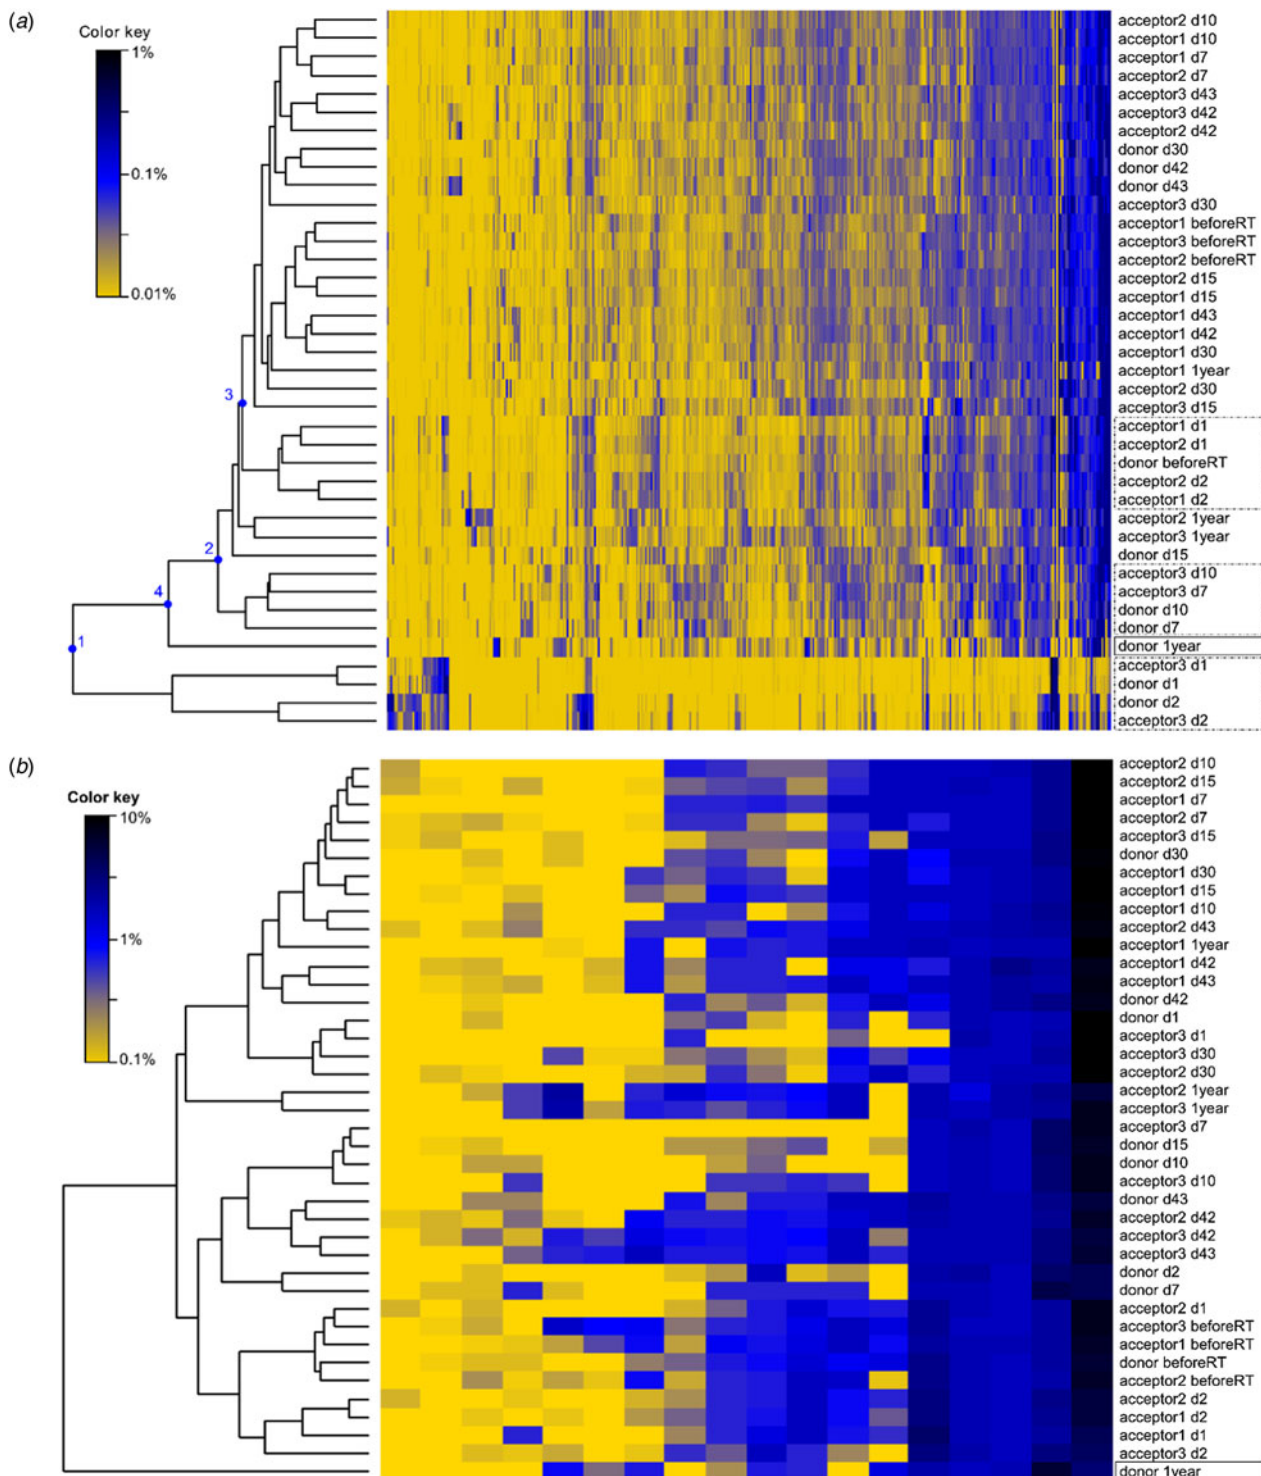 (a)
Color key
1%
0.1%
0.01%
3
2
4
1
acceptor2 d10
acceptor1 d10
acceptor1 d7
acceptor2 d7
acceptor3 d43
acceptor3 d42
acceptor2 d42
donor d30
donor d42
donor d43
acceptor3 d30
acceptor1 beforeRT
acceptor3 beforeRT
acceptor2 beforeRT
acceptor2 d15
acceptor1 d15
acceptor1 d43
acceptor1 d42
acceptor1 d30
acceptor1 1year
acceptor2 d30
acceptor3 d15
acceptor1 d1
acceptor2 d1
donor beforeRT
acceptor2 d2
acceptor1 d2
acceptor2 1year
acceptor3 1year
donor d15
acceptor3 d10
acceptor3 d7
donor d10
donor d7
donor 1year
acceptor3 d1
donor d1
donor d2
acceptor3 d2
(b)
Color key
10%
1%
0.1%
acceptor2 d10
acceptor2 d15
acceptor1 d7
acceptor2 d7
acceptor3 d15
donor d30
acceptor1 d30
acceptor1 d15
acceptor1 d10
acceptor2 d43
acceptor1 1year
acceptor1 d42
acceptor1 d43
donor d42
donor d1
acceptor3 d1
acceptor3 d30
acceptor2 d30
acceptor2 1year
acceptor3 1year
acceptor3 d7
donor d15
donor d10
acceptor3 d10
donor d43
acceptor2 d42
acceptor3 d42
acceptor3 d43
donor d2
donor d7
acceptor2 d1
acceptor3 beforeRT
acceptor1 beforeRT
donor beforeRT
acceptor2 beforeRT
acceptor2 d2
acceptor1 d2
acceptor1 d1
acceptor3 d2
donor 1year